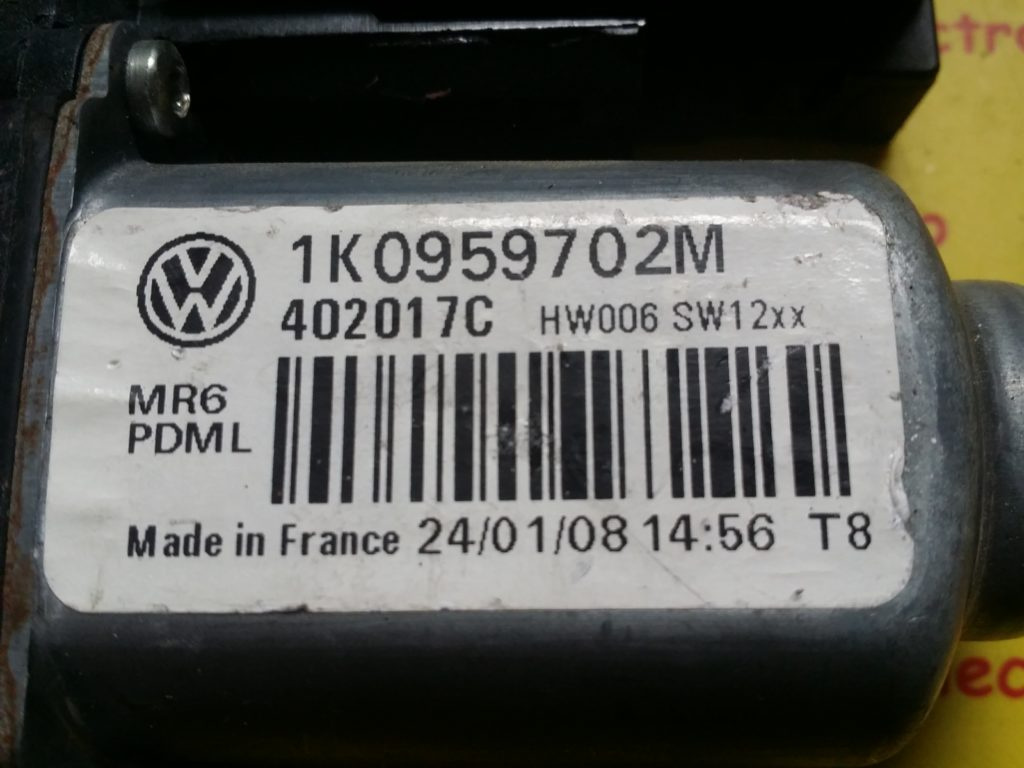 1K0959702M
402017C HW006 SW12xx
MR6
PDML
Made in France 24/01/08 14:56 T8